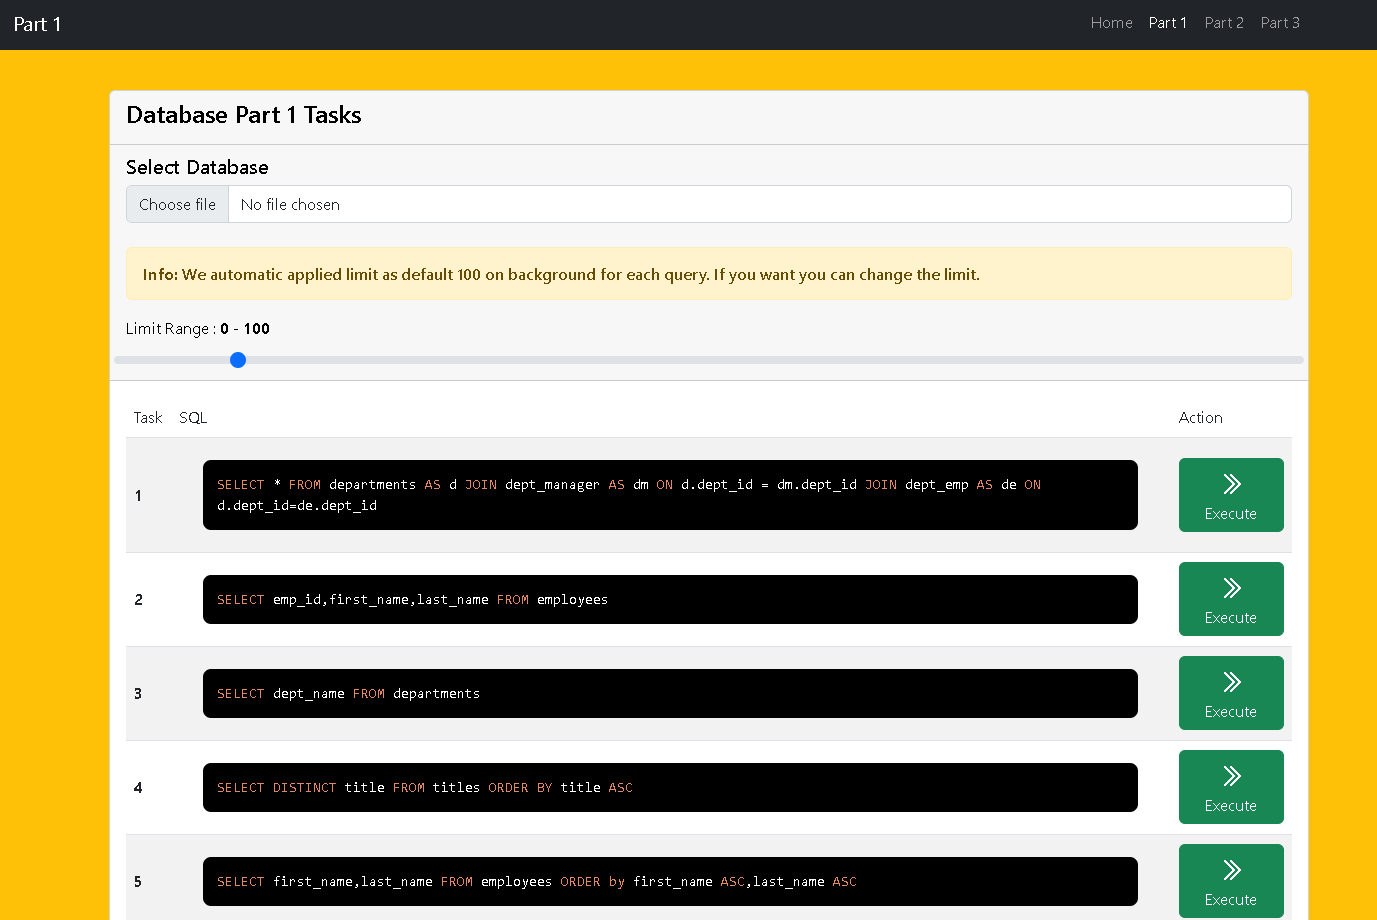 Part 1
Home Part 1 Part 2 Part 3
Database Part 1 Tasks
Select Database
Choose file No file chosen
Info: We automatic applied limit as default 100 on background for each query. If you want you can change the limit.
Limit Range : 0 - 100
Task SQL Action
1
SELECT * FROM departments AS d JOIN dept_manager AS dm ON d.dept_id = dm.dept_id JOIN dept_emp AS de ON
d.dept_id=de.dept_id
Execute
2
SELECT emp_id,first_name,last_name FROM employees
Execute
3
SELECT dept_name FROM departments
Execute
4
SELECT DISTINCT title FROM titles ORDER BY title ASC
Execute
5
SELECT first_name,last_name FROM employees ORDER by first_name ASC,last_name ASC
Execute